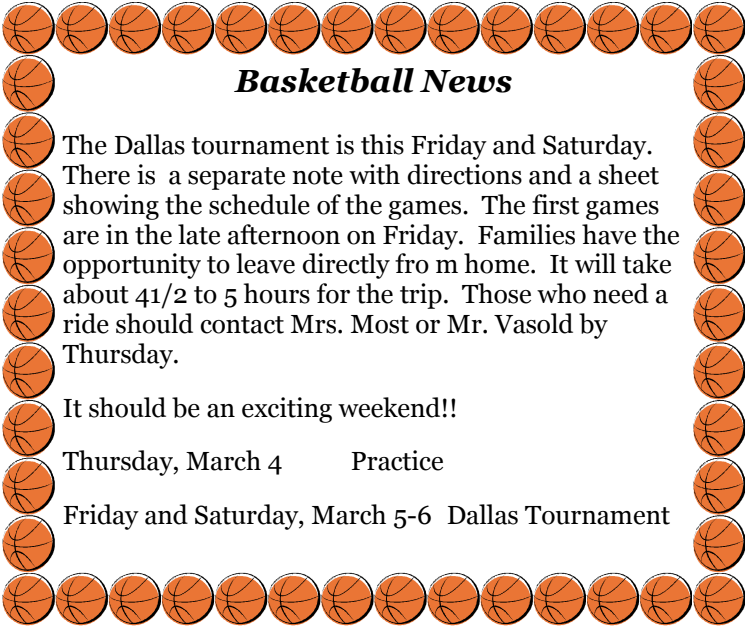 Basketball News
The Dallas tournament is this Friday and Saturday.
There is  a separate note with directions and a sheet
showing the schedule of the games.  The first games
are in the late afternoon on Friday.  Families have the
opportunity to leave directly fro m home.  It will take
about 41/2 to 5 hours for the trip.  Those who need a
ride should contact Mrs. Most or Mr. Vasold by
Thursday.
It should be an exciting weekend!!
Thursday, March 4          Practice
Friday and Saturday, March 5-6  Dallas Tournament